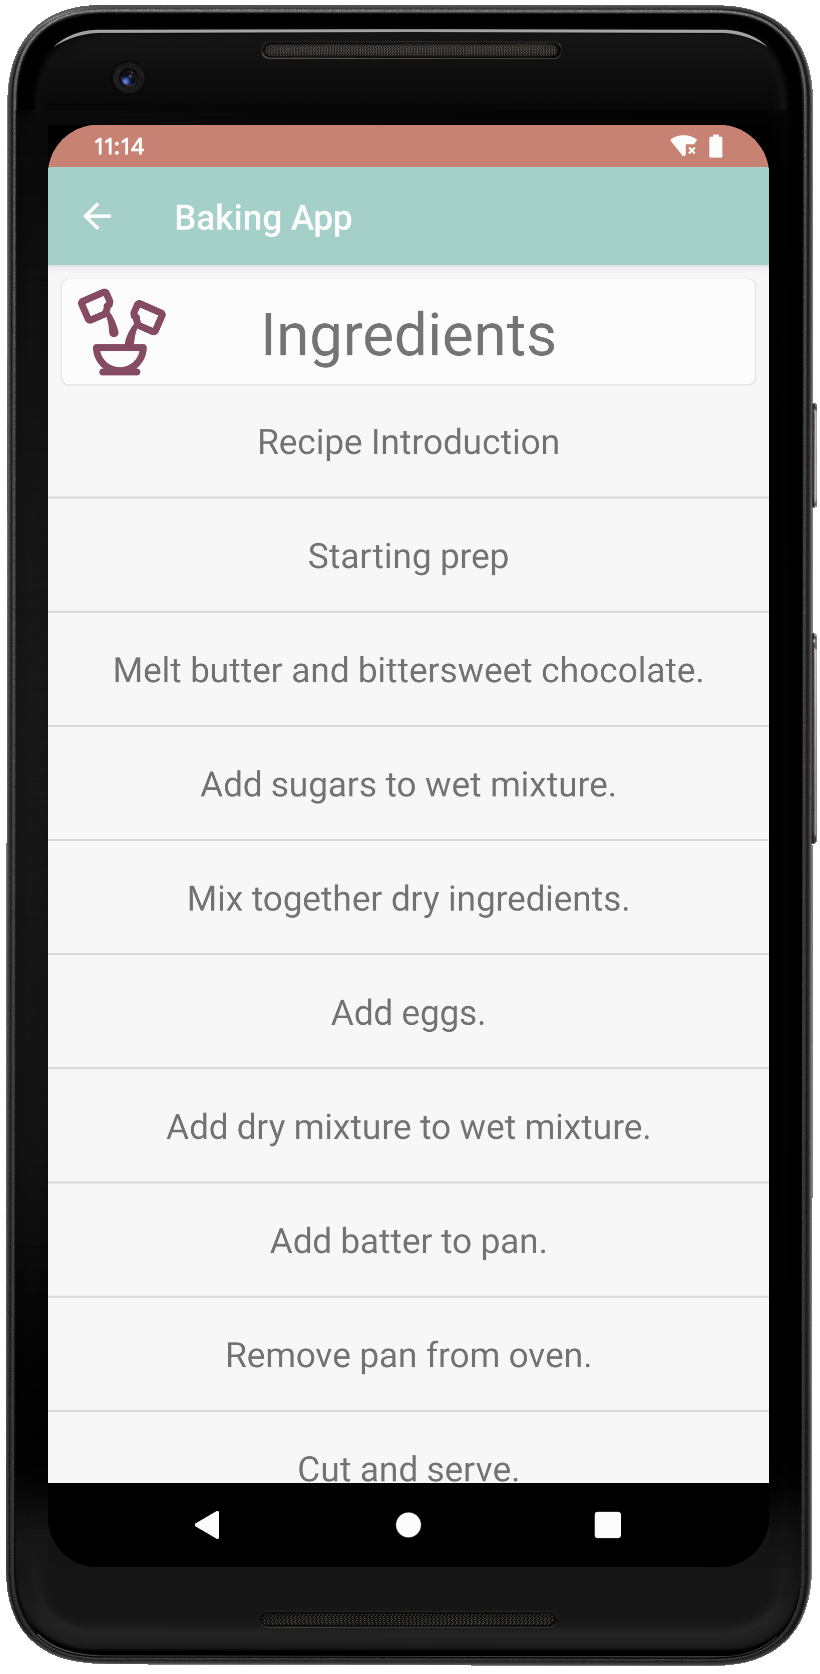 11:14
Baking App
Ingredients
Recipe Introduction
Starting prep
Melt butter and bittersweet chocolate.
Add sugars to wet mixture.
Mix together dry ingredients.
Add eggs.
Add dry mixture to wet mixture.
Add batter to pan.
Remove pan from oven.
Cut and serve.